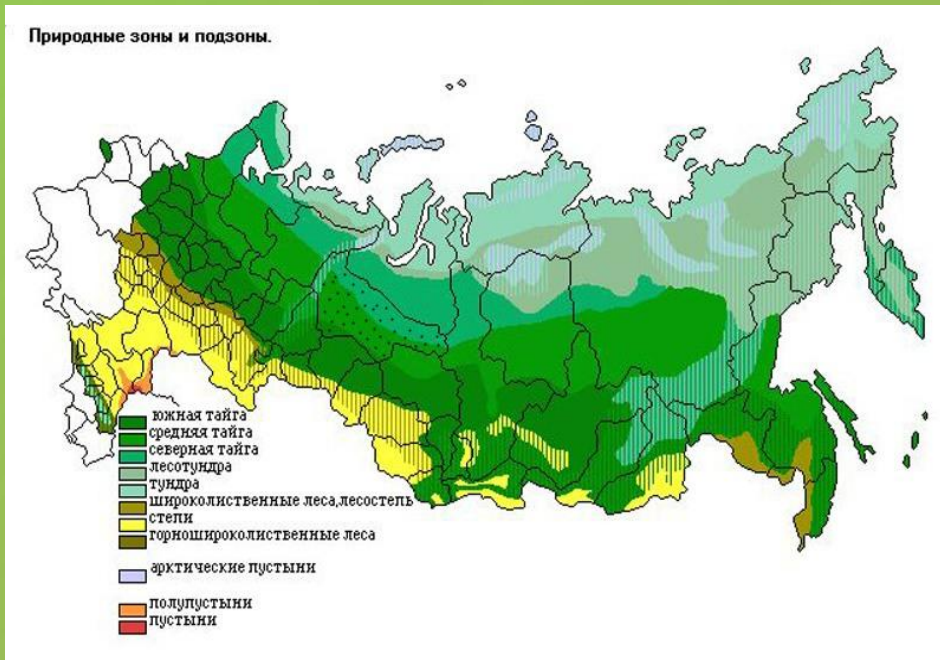 Природные зоны и подзоны.
южная тайга
средняя тайга
северная тайга
лесотундра
тундра
широколиственные леса,лесостепь
степи
горношироколиственные леса
арктические пустыни
полупустыни
пустыни